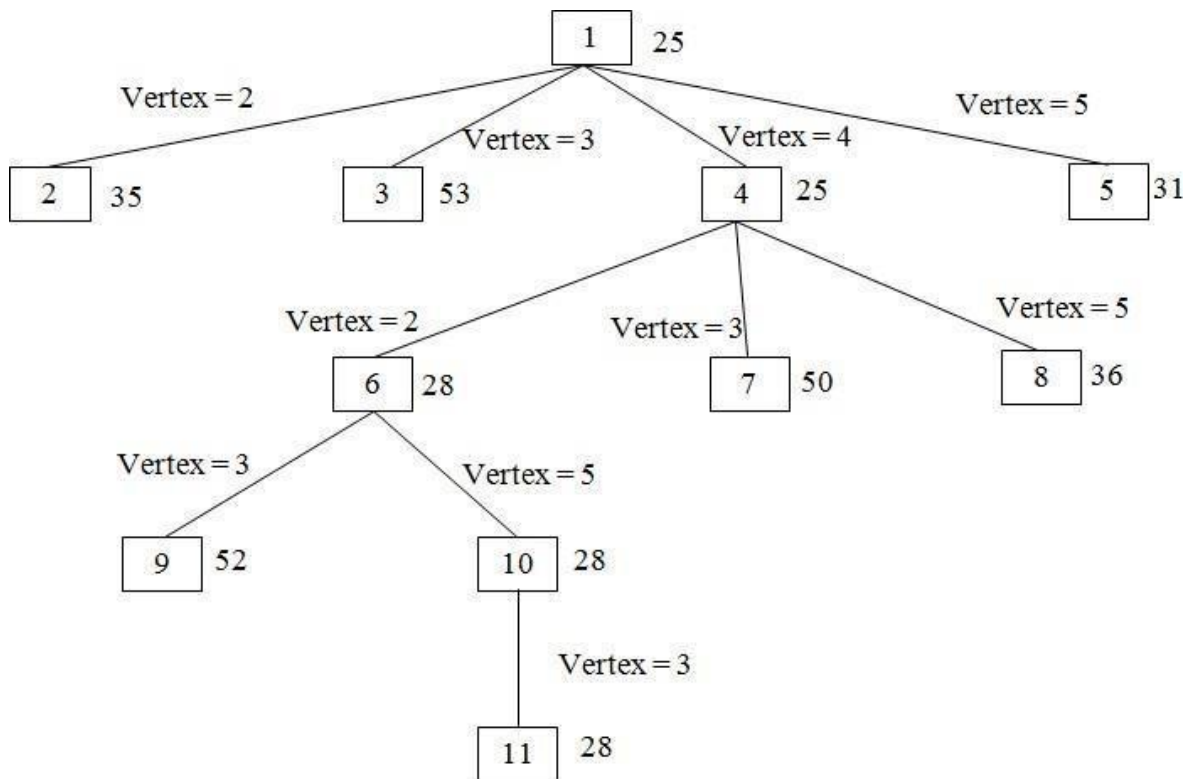 1 25
Vertex = 2
Vertex = 3
Vertex = 4
Vertex = 5
2 35
3 53
4 25
5 31
Vertex = 2
Vertex = 3
Vertex = 5
6 28
7 50
8 36
Vertex = 3
Vertex = 5
9 52
10 28
Vertex = 3
11 28